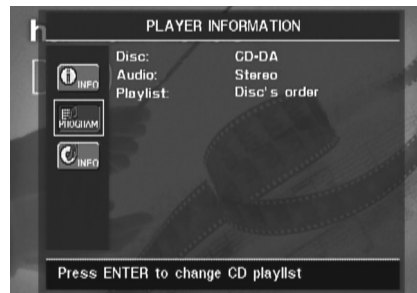 h
PLAYER INFORMATION
Disc: CD-DA
Audio: Stereo
Playlist: Disc's order
INFO
PROGRAM
INFO
Press ENTER to change CD playlist